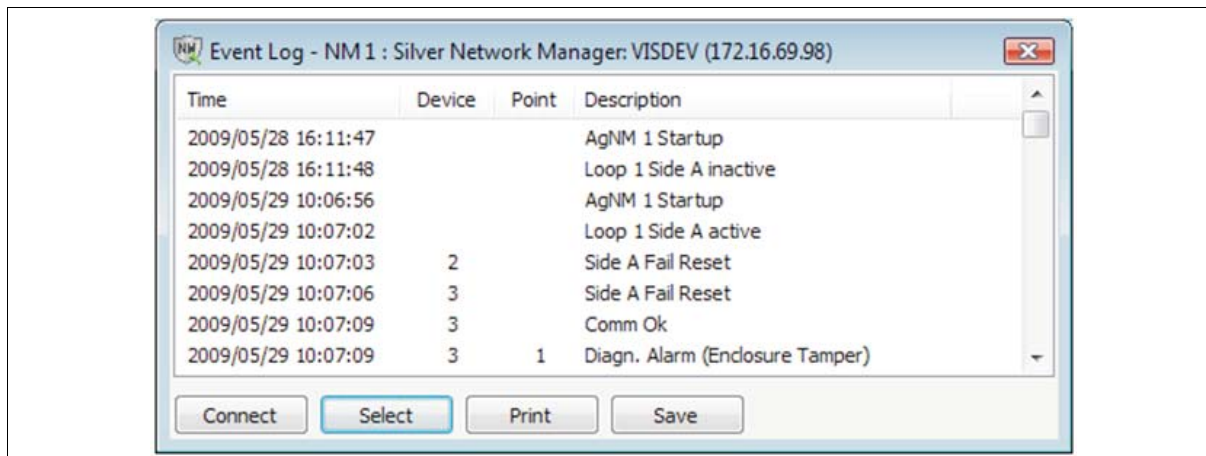 NM Event Log - NM 1 : Silver Network Manager: VISDEV (172.16.69.98)
Time Device Point Description
2009/05/28 16:11:47 AgNM 1 Startup
2009/05/28 16:11:48 Loop 1 Side A inactive
2009/05/29 10:06:56 AgNM 1 Startup
2009/05/29 10:07:02 Loop 1 Side A active
2009/05/29 10:07:03 2 Side A Fail Reset
2009/05/29 10:07:06 3 Side A Fail Reset
2009/05/29 10:07:09 3 Comm Ok
2009/05/29 10:07:09 3 1 Diagn. Alarm (Enclosure Tamper)
Connect Select Print Save